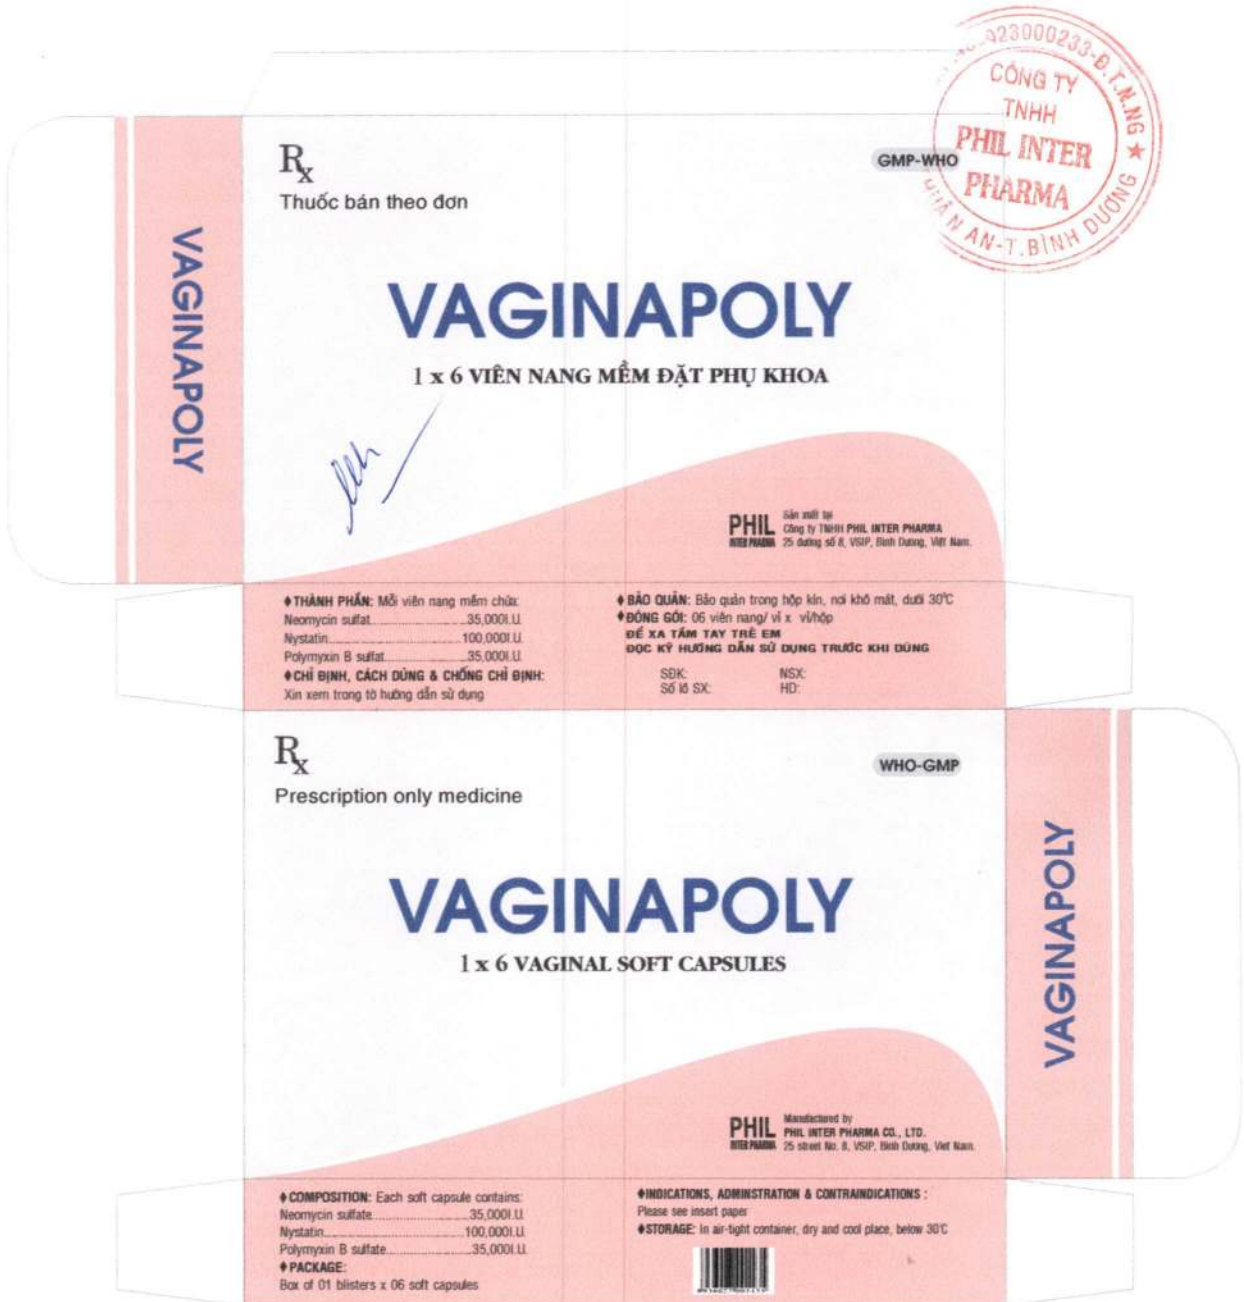 023000233-Đ.T.N.NG ★
CÔNG TY
TNHH
PHIL INTER
PHARMA
AN-T.BÌNH DƯƠNG
Rx
Thuốc bán theo đơn
GMP-WHO
VAGINAPOLY
VAGINAPOLY
1 x 6 VIÊN NANG MỀM ĐẶT PHỤ KHOA
PHIL
INTER PHARMA
Sản xuất tại
Công ty TNHH PHIL INTER PHARMA
25 đường số 8, VSIP, Bình Dương, Việt Nam.
♦THÀNH PHẦN: Mỗi viên nang mềm chứa:
Neomycin sulfat..................35,000I.U.
Nystatin..................100,000I.U.
Polymyxin B sulfat..................35,000I.U.
♦CHỈ ĐỊNH, CÁCH DÙNG & CHỐNG CHỈ ĐỊNH:
Xin xem trong tờ hướng dẫn sử dụng
♦BẢO QUẢN: Bảo quản trong hộp kín, nơi khô mát, dưới 30°C
♦ĐÓNG GÓI: 06 viên nang/ vỉ x vỉ/hộp
ĐỂ XA TẦM TAY TRẺ EM
ĐỌC KỸ HƯỚNG DẪN SỬ DỤNG TRƯỚC KHI DÙNG
SĐK: NSX:
Số lô SX: HD:
Rx
Prescription only medicine
WHO-GMP
VAGINAPOLY
1 x 6 VAGINAL SOFT CAPSULES
VAGINAPOLY
PHIL
INTER PHARMA
Manufactured by
PHIL INTER PHARMA CO., LTD.
25 street No. 8, VSIP, Binh Duong, Viet Nam.
♦COMPOSITION: Each soft capsule contains:
Neomycin sulfate..................35,000I.U.
Nystatin..................100,000I.U.
Polymyxin B sulfate..................35,000I.U.
♦PACKAGE:
Box of 01 blisters x 06 soft capsules
♦INDICATIONS, ADMINSTRATION & CONTRAINDICATIONS :
Please see insert paper
♦STORAGE: In air-tight container, dry and cool place, below 30°C